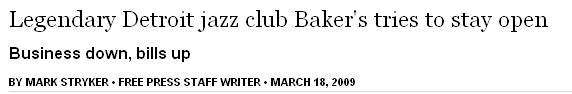 Legendary Detroit jazz club Baker's tries to stay open
Business down, bills up
BY MARK STRYKER • FREE PRESS STAFF WRITER • MARCH 18, 2009